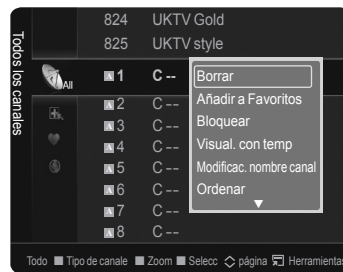 824 UKTV Gold
825 UKTV style
Todos los canales
All
A 1 C --
A 2 C --
A 3 C --
A 4 C --
A 5 C --
A 6 C --
A 7 C --
A 8 C --
Borrar
Añadir a Favoritos
Bloquear
Visual. con temp
Modificac. nombre canal
Ordenar
Todo Tipo de canale Zoom Selecc página Herramientas